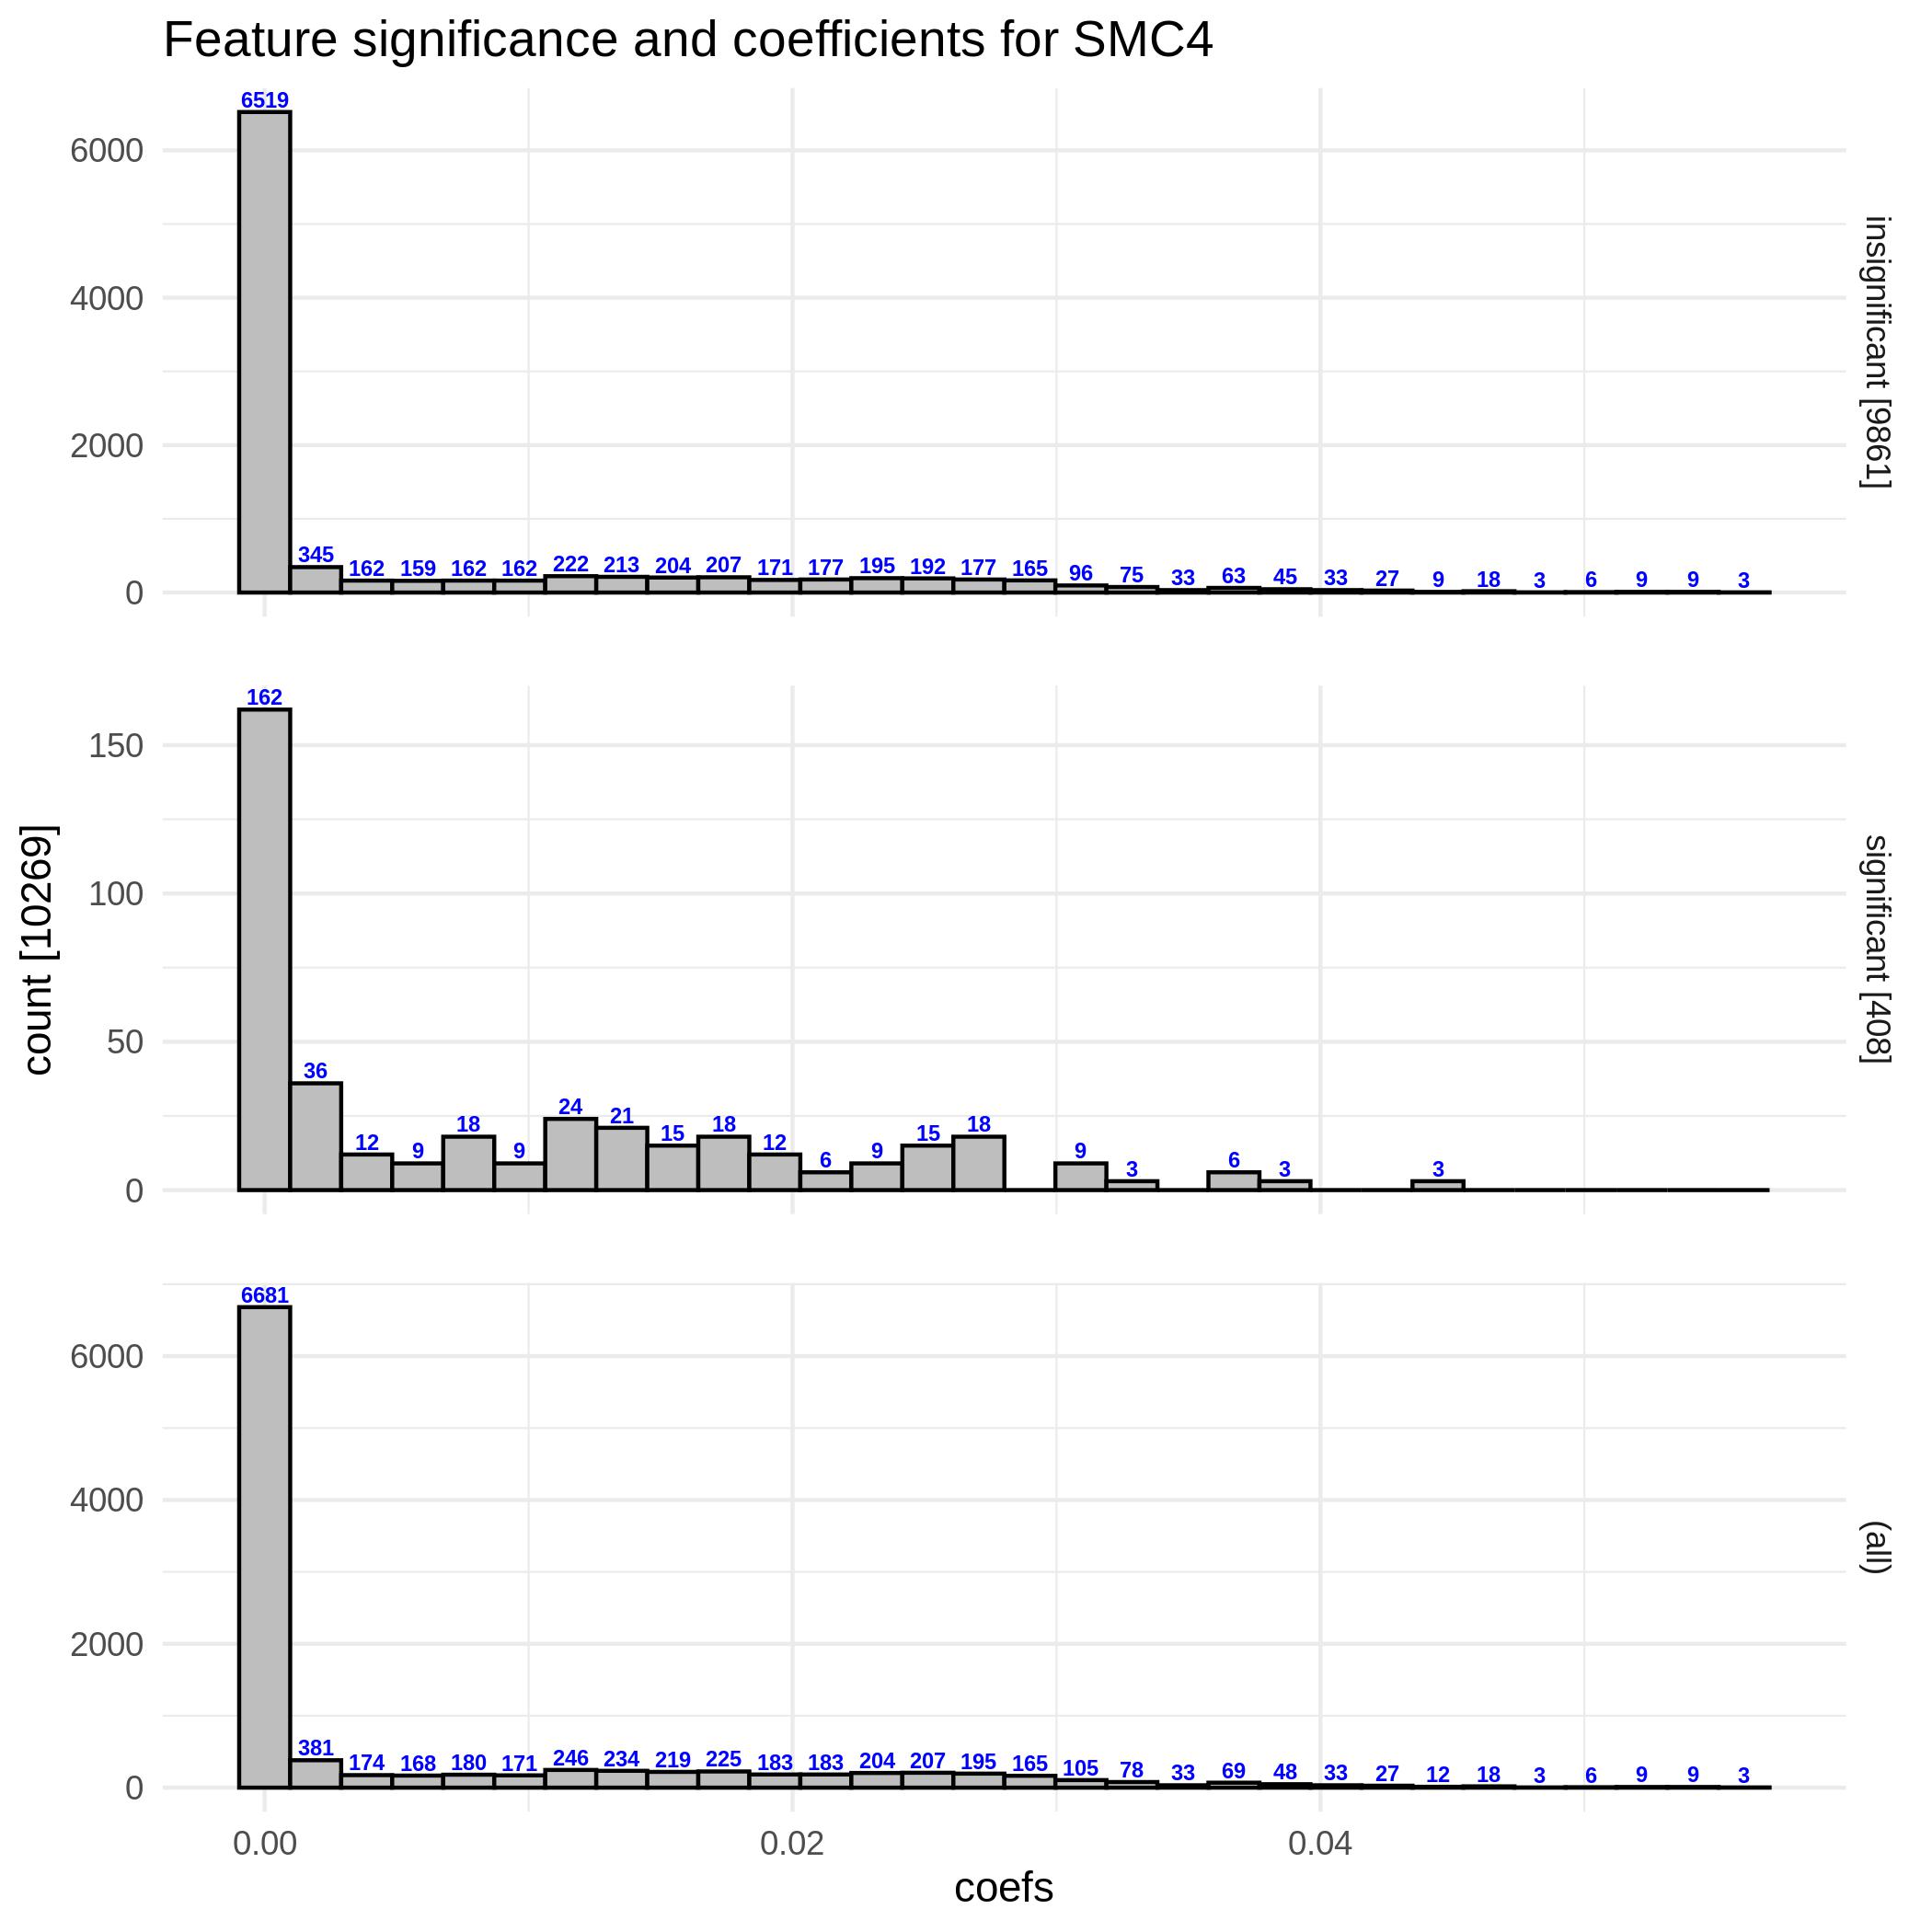 Feature significance and coefficients for SMC4
6519
6000
4000
2000
0
345 162 159 162 162 222 213 204 207 171 177 195 192 177 165 96 75 33 63 45 33 27 9 18 3 6 9 9 3
insignificant [9861]
162
150
100
50
0
36 12 9 18 9 24 21 15 18 12 6 9 15 18 9 3 6 3 3
significant [408]
count [10269]
6681
6000
4000
2000
0
381 174 168 180 171 246 234 219 225 183 183 204 207 195 165 105 78 33 69 48 33 27 12 18 3 6 9 9 3
(all)
0.00 0.02 0.04
coefs